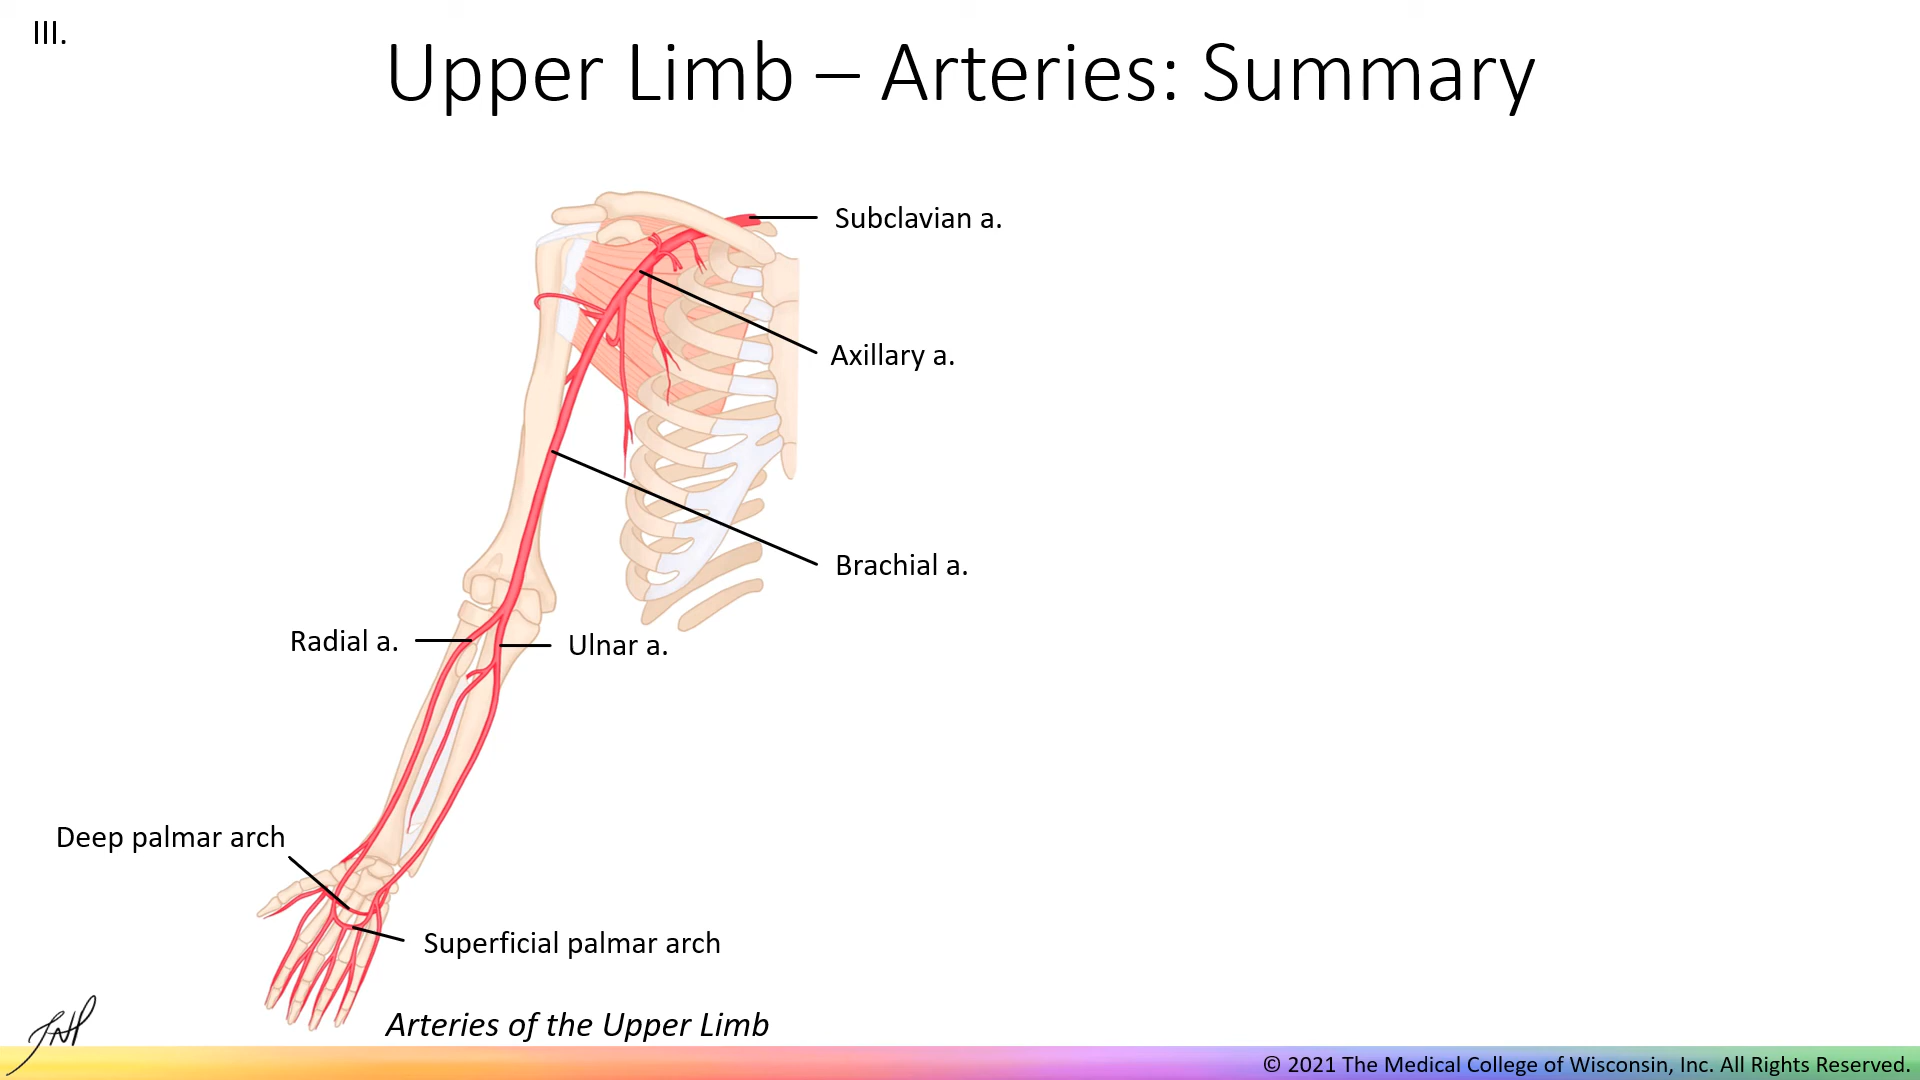 III.
Upper Limb – Arteries: Summary
Subclavian a.
Axillary a.
Brachial a.
Radial a.
Ulnar a.
Deep palmar arch
Superficial palmar arch
Arteries of the Upper Limb
© 2021 The Medical College of Wisconsin, Inc. All Rights Reserved.